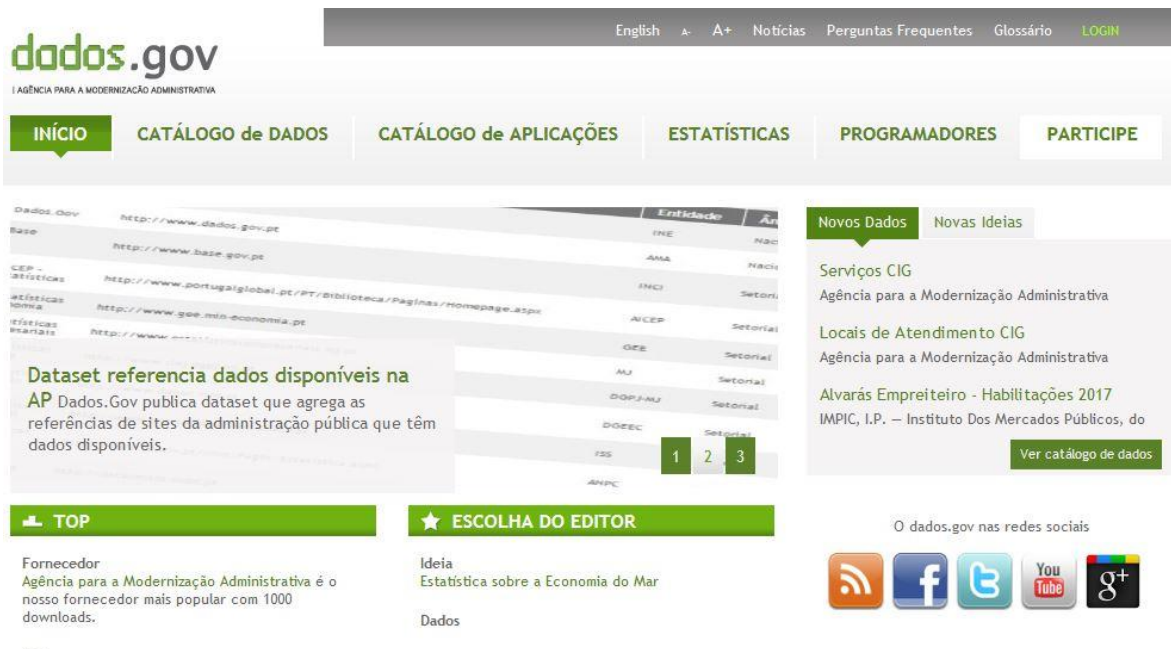 English A- A+ Notícias Perguntas Frequentes Glossário LOGIN
dados.gov
| AGÊNCIA PARA A MODERNIZAÇÃO ADMINISTRATIVA
INÍCIO CATÁLOGO de DADOS CATÁLOGO de APLICAÇÕES ESTATÍSTICAS PROGRAMADORES PARTICIPE
Entidade
Dados.Gov http://www.dados.gov.pt INE
Base http://www.base.gov.pt AMA
http://www.portugalglobal.pt/PT/Biblioteca/Paginas/Homepage.aspx INCI
http://www.gee.min-economia.pt AICEP Setorial
GEE Setorial
MJ Setorial
DGPJ-MJ Setorial
DGEEC Setorial
ISS
ANPC
Dataset referencia dados disponíveis na
AP Dados.Gov publica dataset que agrega as
referências de sites da administração pública que têm
dados disponíveis.
1 2 3
Novos Dados Novas Ideias
Serviços CIG
Agência para a Modernização Administrativa
Locais de Atendimento CIG
Agência para a Modernização Administrativa
Alvarás Empreiteiro - Habilitações 2017
IMPIC, I.P. — Instituto Dos Mercados Públicos, do
Ver catálogo de dados
TOP
Fornecedor
Agência para a Modernização Administrativa é o
nosso fornecedor mais popular com 1000
downloads.
ESCOLHA DO EDITOR
Ideia
Estatística sobre a Economia do Mar
Dados
O dados.gov nas redes sociais
You
Tube
g+